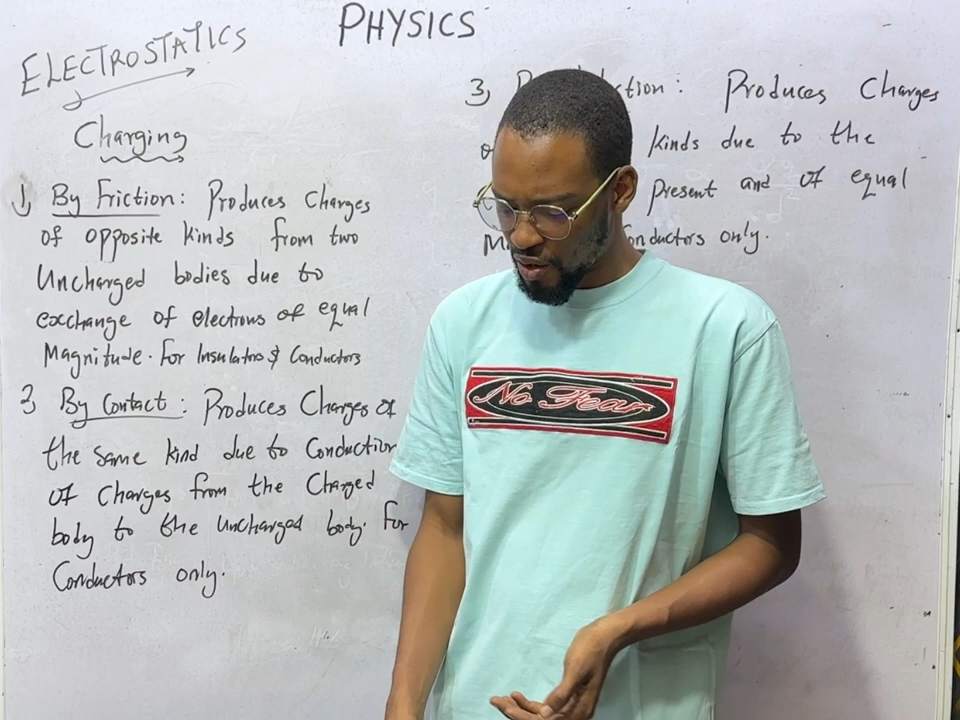 PHYSICS
ELECTROSTATICS
Charging
1) By Friction: Produces Charges
of opposite kinds from two
Uncharged bodies due to
exchange of electrons of equal
Magnitude. For Insulators & Conductors
3 By Contact: Produces Charges of
the same kind due to Conduction
of Charges from the Charged
body to the Uncharged body. For
Conductors only.
3) ction: Produces Charges
kinds due to the
present and of equal
onductors only.
No Fear